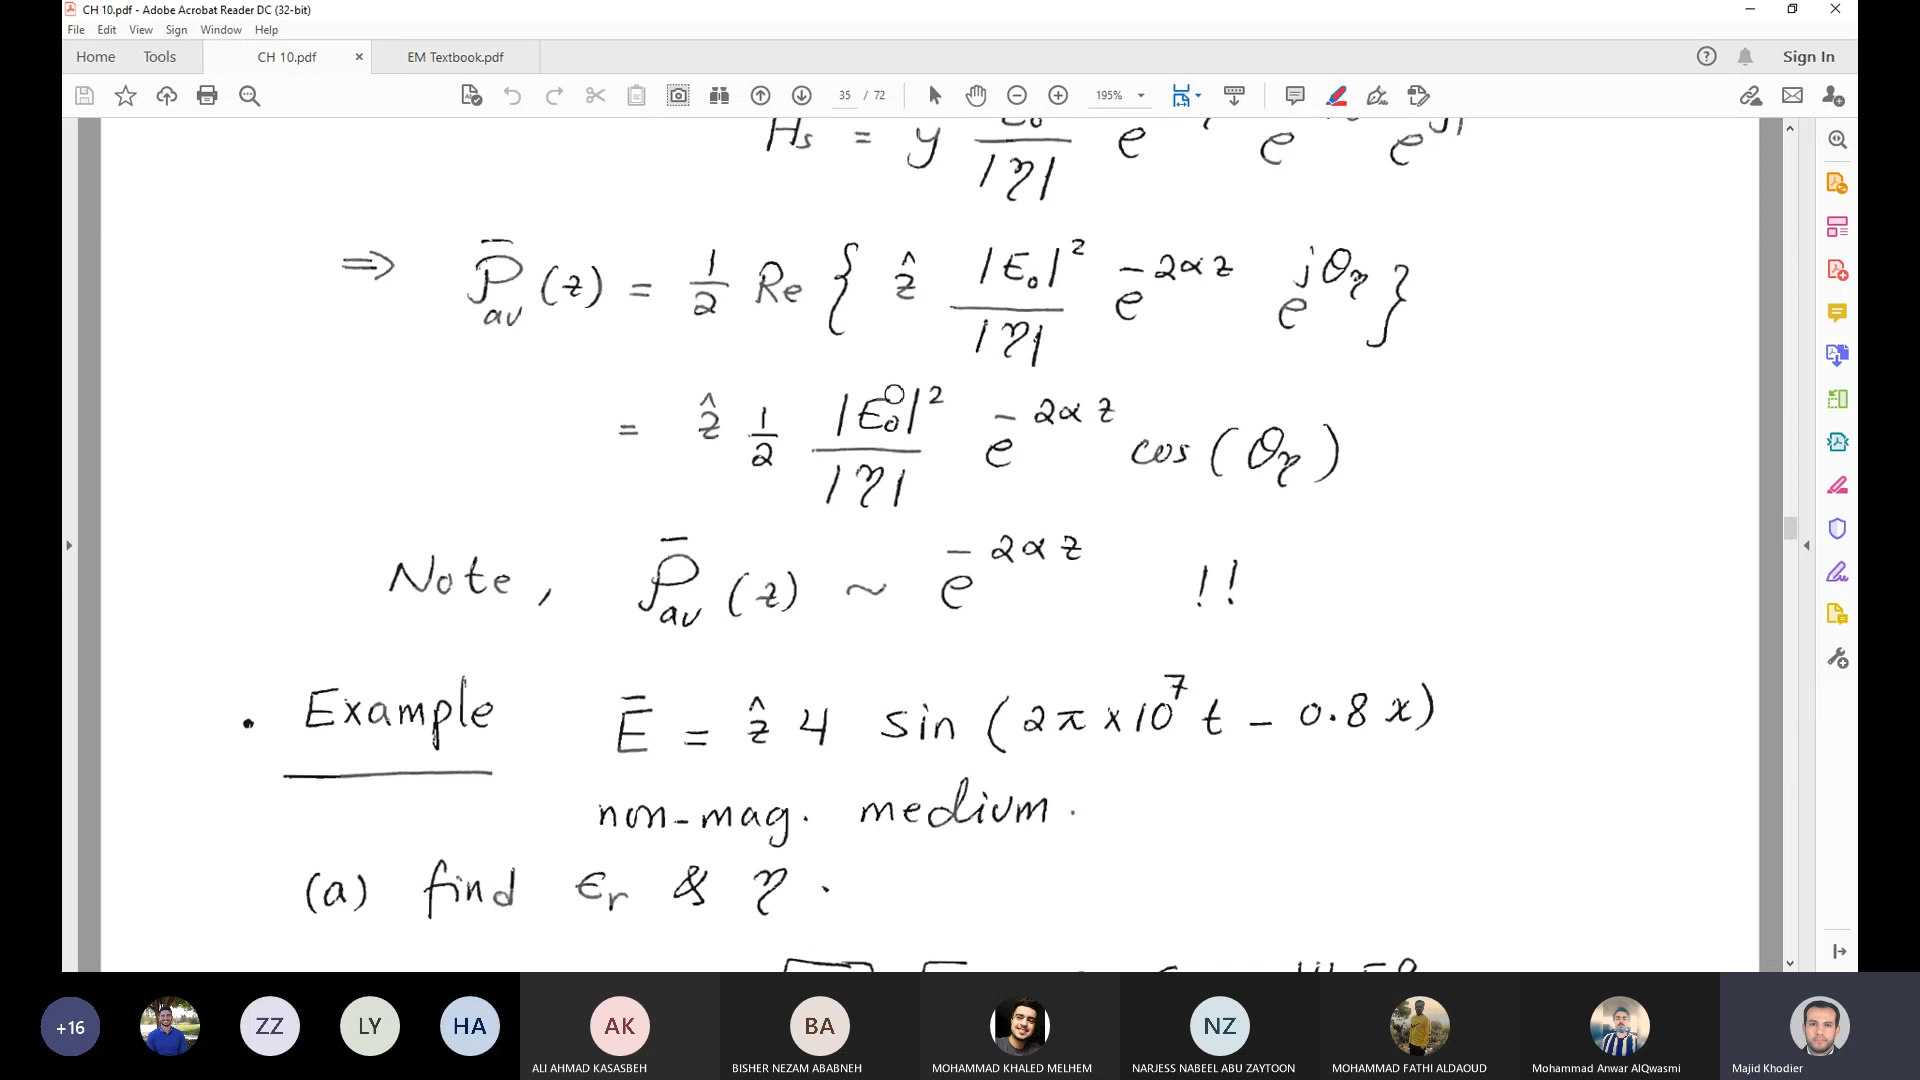 CH 10.pdf - Adobe Acrobat Reader DC (32-bit)
File Edit View Sign Window Help
Home Tools CH 10.pdf × EM Textbook.pdf Sign In
35 / 72 195%
H̄s = ŷ E₀ / |η| e e e
⇒ P̄av (z) = 1/2 Re { ẑ |E₀|² / |η| e^{-2αz} e^{jθη} }
= ẑ 1/2 |E₀|² / |η| e^{-2αz} cos(θη)
Note, P̄av (z) ~ e^{-2αz} !!
• Example Ē = ẑ 4 sin (2π×10⁷ t − 0.8 x)
non-mag. medium.
(a) find εr & η .
+16 ZZ LY HA AK BA NZ
ALI AHMAD KASASBEH BISHER NEZAM ABABNEH MOHAMMAD KHALED MELHEM NARJESS NABEEL ABU ZAYTOON MOHAMMAD FATHI ALDAOUD Mohammad Anwar AlQwasmi Majid Khodier